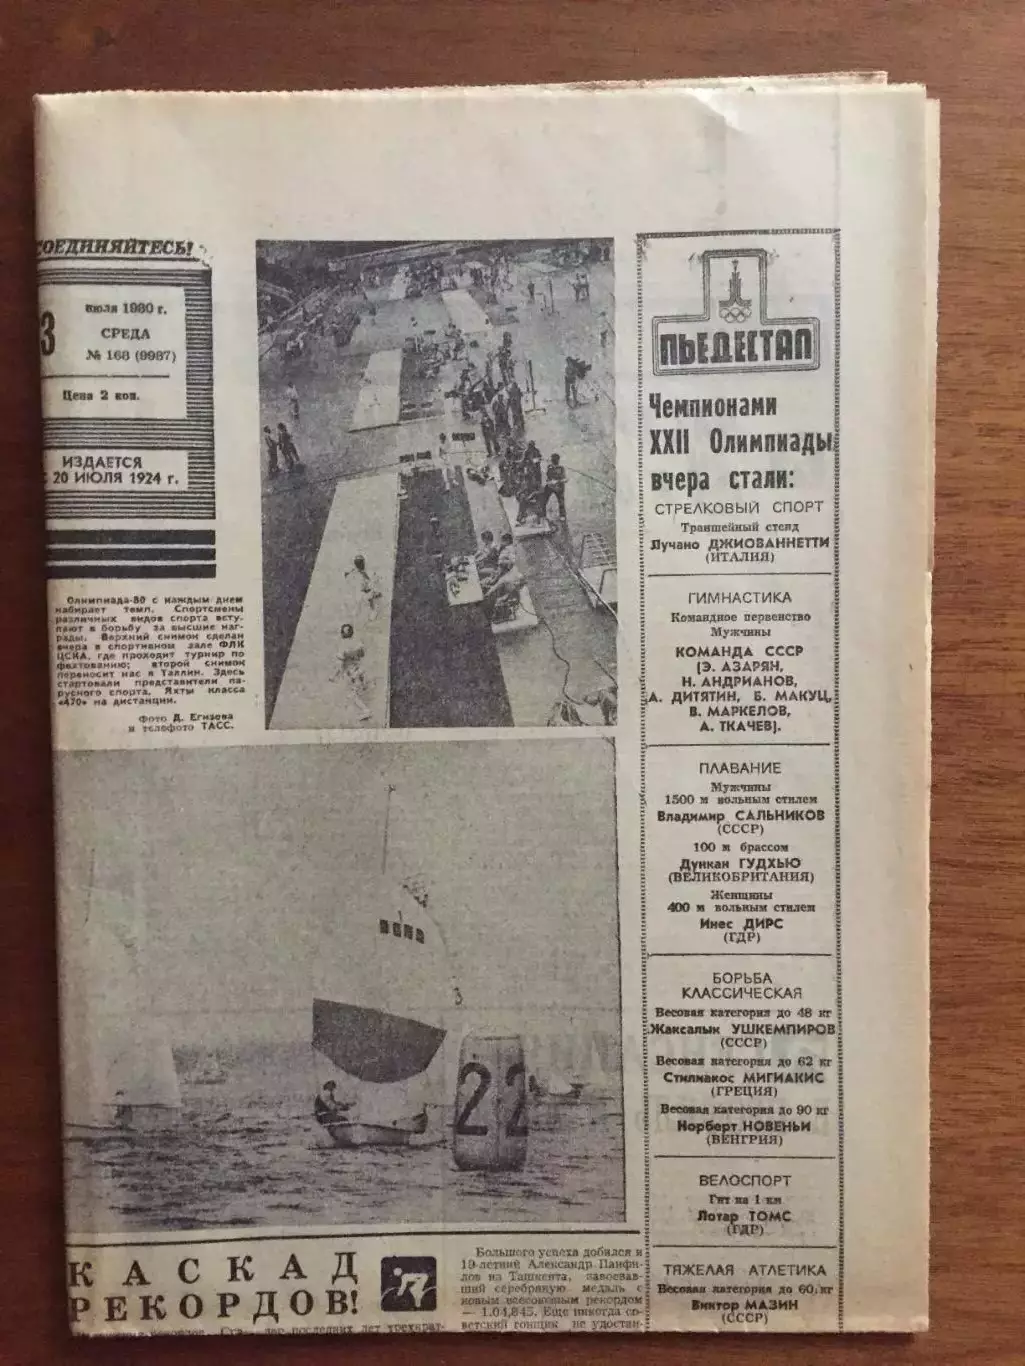 СОЕДИНЯЙТЕСЬ!
3
июля 1980 г.
СРЕДА
№ 168 (9987)
Цена 2 коп.
ИЗДАЕТСЯ
С 20 ИЮЛЯ 1924 г.
Олимпиада-80 с каждым днем
набирает темп. Спортсмены
различных видов спорта всту-
пают в борьбу за высшие наг-
рады. Верхний снимок сделан
вчера в спортивном зале ФЛК
ЦСКА, где проходит турнир по
фехтованию; второй снимок
переносит нас в Таллин. Здесь
стартовали представители па-
русного спорта. Яхты класса
«470» на дистанции.
Фото Д. Егизова
и телефото ТАСС.
22
ПЬЕДЕСТАЛ
Чемпионами
XXII Олимпиады
вчера стали:
СТРЕЛКОВЫЙ СПОРТ
Траншейный стенд
Лучано ДЖИОВАННЕТТИ
(ИТАЛИЯ)
ГИМНАСТИКА
Командное первенство
Мужчины
КОМАНДА СССР
(Э. АЗАРЯН,
Н. АНДРИАНОВ,
А. ДИТЯТИН, Б. МАКУЦ,
В. МАРКЕЛОВ,
А. ТКАЧЕВ).
ПЛАВАНИЕ
Мужчины
1500 м вольным стилем
Владимир САЛЬНИКОВ
(СССР)
100 м брассом
Дункан ГУДХЬЮ
(ВЕЛИКОБРИТАНИЯ)
Женщины
400 м вольным стилем
Инес ДИРС
(ГДР)
БОРЬБА
КЛАССИЧЕСКАЯ
Весовая категория до 48 кг
Жаксалык УШКЕМПИРОВ
(СССР)
Весовая категория до 62 кг
Стилиакос МИГИАКИС
(ГРЕЦИЯ)
Весовая категория до 90 кг
Норберт НОВЕНЬИ
(ВЕНГРИЯ)
ВЕЛОСПОРТ
Гит на 1 км
Лотар ТОМС
(ГДР)
ТЯЖЕЛАЯ АТЛЕТИКА
Весовая категория до 60 кг
Виктор МАЗИН
(СССР)
КАСКАД
РЕКОРДОВ!
Большого успеха добился и
19-летний Александр Панфи-
лов из Ташкента, завоевав-
ший серебряную медаль с
новым всесоюзным рекордом
— 1.04,845. Еще никогда со-
ветский гонщик не удостаи-